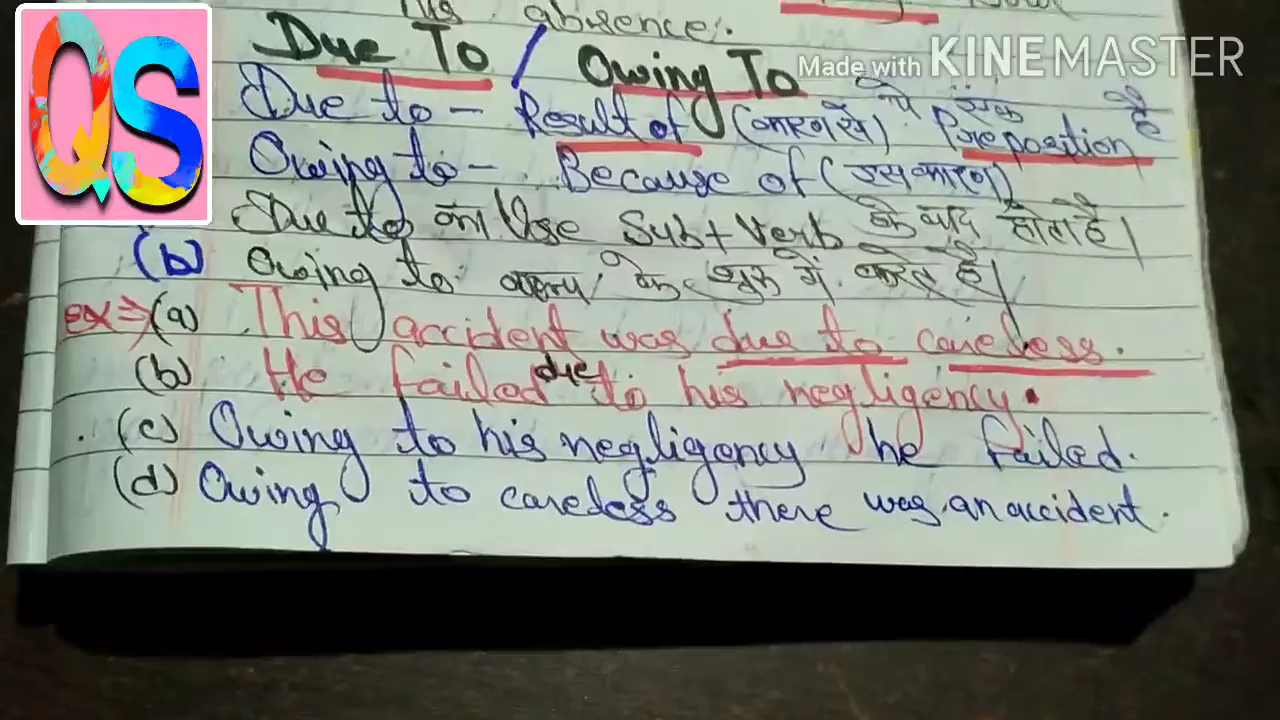 his absence.
Due To / Owing To
Made with KINEMASTER
QS
Due to - Result of (कारण से) ये एक Preposition है
Owing to - Because of (उस कारण)
Due to का Use Sub + Verb के बाद होता है।
(b) Owing to वाक्य के शुरू में करते है।
ex⇒ (a) This accident was due to careless.
(b) He failed due to his negligency.
(c) Owing to his negligency he failed.
(d) Owing to careless there was an accident.